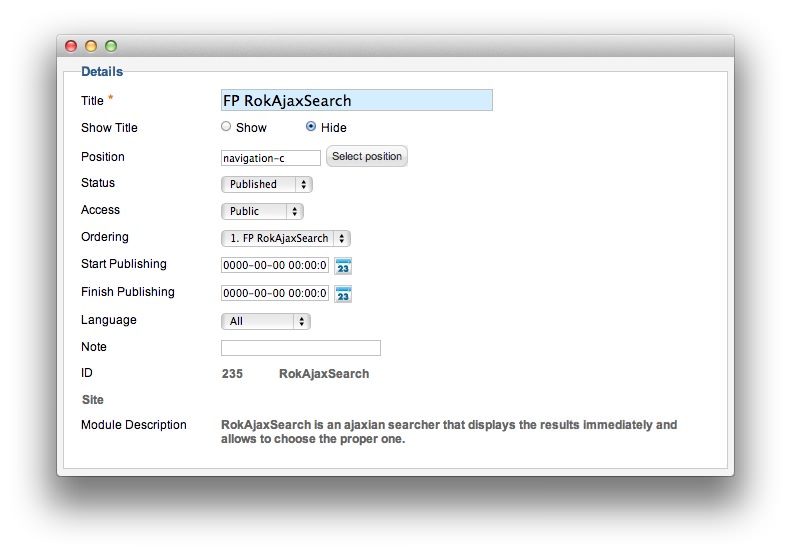 Details
Title * FP RokAjaxSearch
Show Title Show Hide
Position navigation-c Select position
Status Published
Access Public
Ordering 1. FP RokAjaxSearch
Start Publishing 0000-00-00 00:00:0 23
Finish Publishing 0000-00-00 00:00:0 23
Language All
Note
ID 235 RokAjaxSearch
Site
Module Description RokAjaxSearch is an ajaxian searcher that displays the results immediately and
allows to choose the proper one.